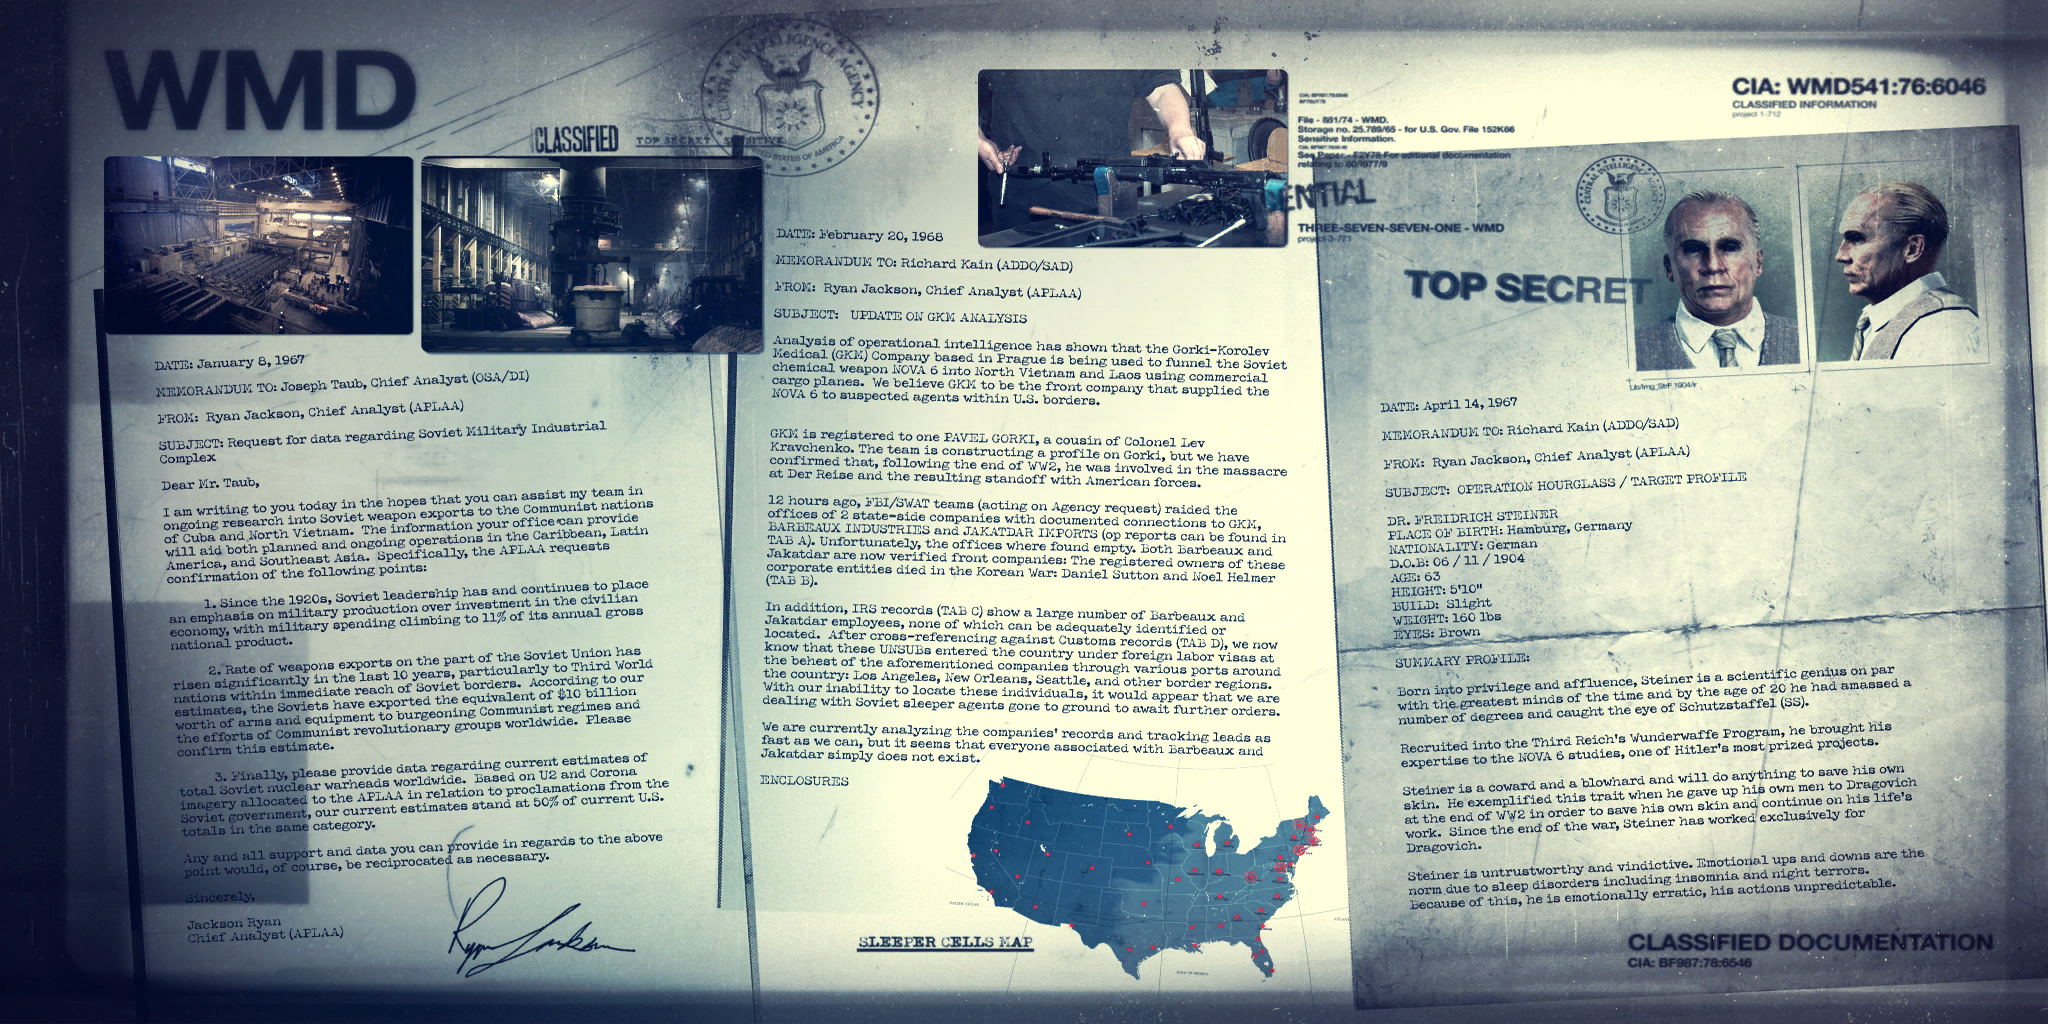 WMD
CLASSIFIED
TOP SECRET SENSITIVE
CENTRAL INTELLIGENCE AGENCY
UNITED STATES OF AMERICA
DATE: January 8, 1967
MEMORANDUM TO: Joseph Taub, Chief Analyst (OSA/DI)
FROM: Ryan Jackson, Chief Analyst (APLAA)
SUBJECT: Request for data regarding Soviet Military Industrial
Complex
Dear Mr. Taub,
I am writing to you today in the hopes that you can assist my team in
ongoing research into Soviet weapon exports to the Communist nations
of Cuba and North Vietnam. The information your office can provide
will aid both planned and ongoing operations in the Caribbean, Latin
America, and Southeast Asia. Specifically, the APLAA requests
confirmation of the following points:
1. Since the 1920s, Soviet leadership has and continues to place
an emphasis on military production over investment in the civilian
economy, with military spending climbing to 11% of its annual gross
national product.
2. Rate of weapons exports on the part of the Soviet Union has
risen significantly in the last 10 years, particularly to Third World
nations within immediate reach of Soviet borders. According to our
estimates, the Soviets have exported the equivalent of $10 billion
worth of arms and equipment to burgeoning Communist regimes and
the efforts of Communist revolutionary groups worldwide. Please
confirm this estimate.
3. Finally, please provide data regarding current estimates of
total Soviet nuclear warheads worldwide. Based on U2 and Corona
imagery allocated to the APLAA in relation to proclamations from the
Soviet government, our current estimates stand at 50% of current U.S.
totals in the same category.
Any and all support and data you can provide in regards to the above
point would, of course, be reciprocated as necessary.
Sincerely,
Jackson Ryan
Chief Analyst (APLAA)
Ryan Jackson
DATE: February 20, 1968
MEMORANDUM TO: Richard Kain (ADDO/SAD)
FROM: Ryan Jackson, Chief Analyst (APLAA)
SUBJECT: UPDATE ON GKM ANALYSIS
Analysis of operational intelligence has shown that the Gorki-Korolev
Medical (GKM) Company based in Prague is being used to funnel the Soviet
chemical weapon NOVA 6 into North Vietnam and Laos using commercial
cargo planes. We believe GKM to be the front company that supplied the
NOVA 6 to suspected agents within U.S. borders.
GKM is registered to one PAVEL GORKI, a cousin of Colonel Lev
Kravchenko. The team is constructing a profile on Gorki, but we have
confirmed that, following the end of WW2, he was involved in the massacre
at Der Reise and the resulting standoff with American forces.
12 hours ago, FBI/SWAT teams (acting on Agency request) raided the
offices of 2 state-side companies with documented connections to GKM,
BARBEAUX INDUSTRIES and JAKATDAR IMPORTS (op reports can be found in
TAB A). Unfortunately, the offices where found empty. Both Barbeaux and
Jakatdar are now verified front companies: The registered owners of these
corporate entities died in the Korean War: Daniel Sutton and Noel Helmer
(TAB B).
In addition, IRS records (TAB C) show a large number of Barbeaux and
Jakatdar employees, none of which can be adequately identified or
located. After cross-referencing against Customs records (TAB D), we now
know that these UNSUBs entered the country under foreign labor visas at
the behest of the aforementioned companies through various ports around
the country: Los Angeles, New Orleans, Seattle, and other border regions.
With our inability to locate these individuals, it would appear that we are
dealing with Soviet sleeper agents gone to ground to await further orders.
We are currently analyzing the companies' records and tracking leads as
fast as we can, but it seems that everyone associated with Barbeaux and
Jakatdar simply does not exist.
ENCLOSURES
SLEEPER CELLS MAP
GULF OF MEXICO
File - 881/74 - WMD.
Storage no. 25.789/65 - for U.S. Gov. File 152K66
Sensitive Information.
See Paper - F2Y78 For aditional documentation
relating to 80/1977/9
ENTIAL
THREE-SEVEN-SEVEN-ONE - WMD
project 3-771
CIA: WMD541:76:6046
CLASSIFIED INFORMATION
project 1-712
CENTRAL INTELLIGENCE
TOP SECRET
DATE: April 14, 1967
MEMORANDUM TO: Richard Kain (ADDO/SAD)
FROM: Ryan Jackson, Chief Analyst (APLAA)
SUBJECT: OPERATION HOURGLASS / TARGET PROFILE
DR. FREIDRICH STEINER
PLACE OF BIRTH: Hamburg, Germany
NATIONALITY: German
D.O.B: 06 / 11 / 1904
AGE: 63
HEIGHT: 5'10"
BUILD: Slight
WEIGHT: 160 lbs
EYES: Brown
SUMMARY PROFILE:
Born into privilege and affluence, Steiner is a scientific genius on par
with the greatest minds of the time and by the age of 20 he had amassed a
number of degrees and caught the eye of Schutzstaffel (SS).
Recruited into the Third Reich's Wunderwaffe Program, he brought his
expertise to the NOVA 6 studies, one of Hitler's most prized projects.
Steiner is a coward and a blowhard and will do anything to save his own
skin. He exemplified this trait when he gave up his own men to Dragovich
at the end of WW2 in order to save his own skin and continue on his life's
work. Since the end of the war, Steiner has worked exclusively for
Dragovich.
Steiner is untrustworthy and vindictive. Emotional ups and downs are the
norm due to sleep disorders including insomnia and night terrors.
Because of this, he is emotionally erratic, his actions unpredictable.
CLASSIFIED DOCUMENTATION
CIA: BF987:78:6546